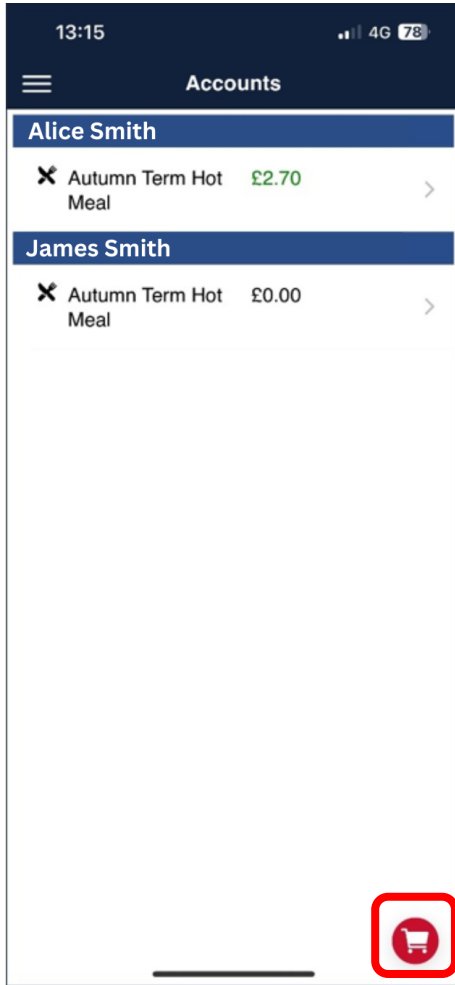 13:15 4G 78
Accounts
Alice Smith
Autumn Term Hot £2.70
Meal
James Smith
Autumn Term Hot £0.00
Meal